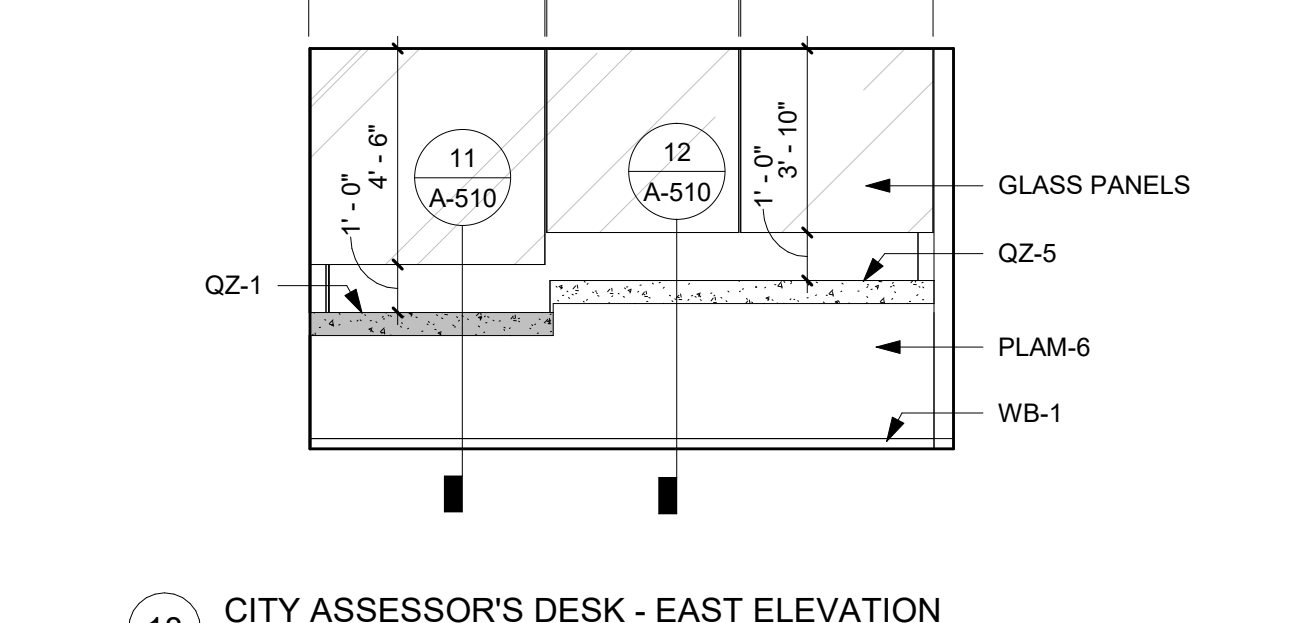 4' - 6"
1' - 0"
11
A-510
12
A-510
1' - 0"
3' - 10"
GLASS PANELS
QZ-5
QZ-1
PLAM-6
WB-1
CITY ASSESSOR'S DESK - EAST ELEVATION